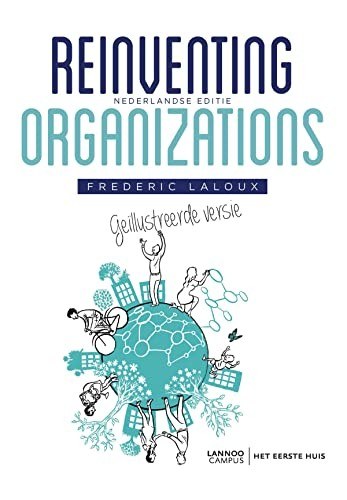 REINVENTING
NEDERLANDSE EDITIE
ORGANIZATIONS
FREDERIC LALOUX
Geïllustreerde versie
LANNOO
CAMPUS
HET EERSTE HUIS